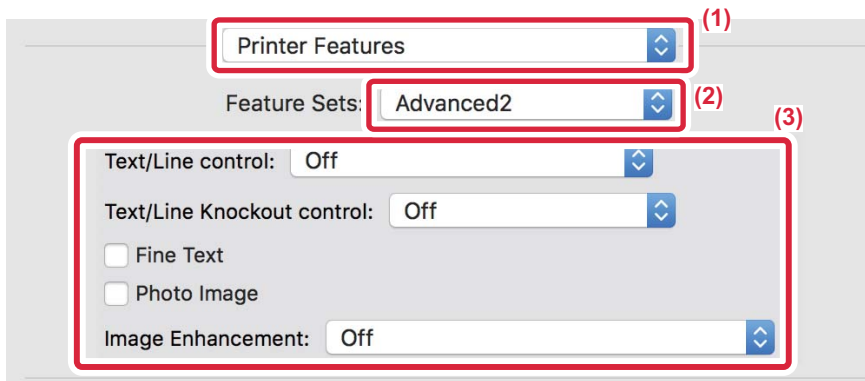 (1)
Printer Features
Feature Sets: Advanced2
(2)
(3)
Text/Line control: Off
Text/Line Knockout control: Off
Fine Text
Photo Image
Image Enhancement: Off